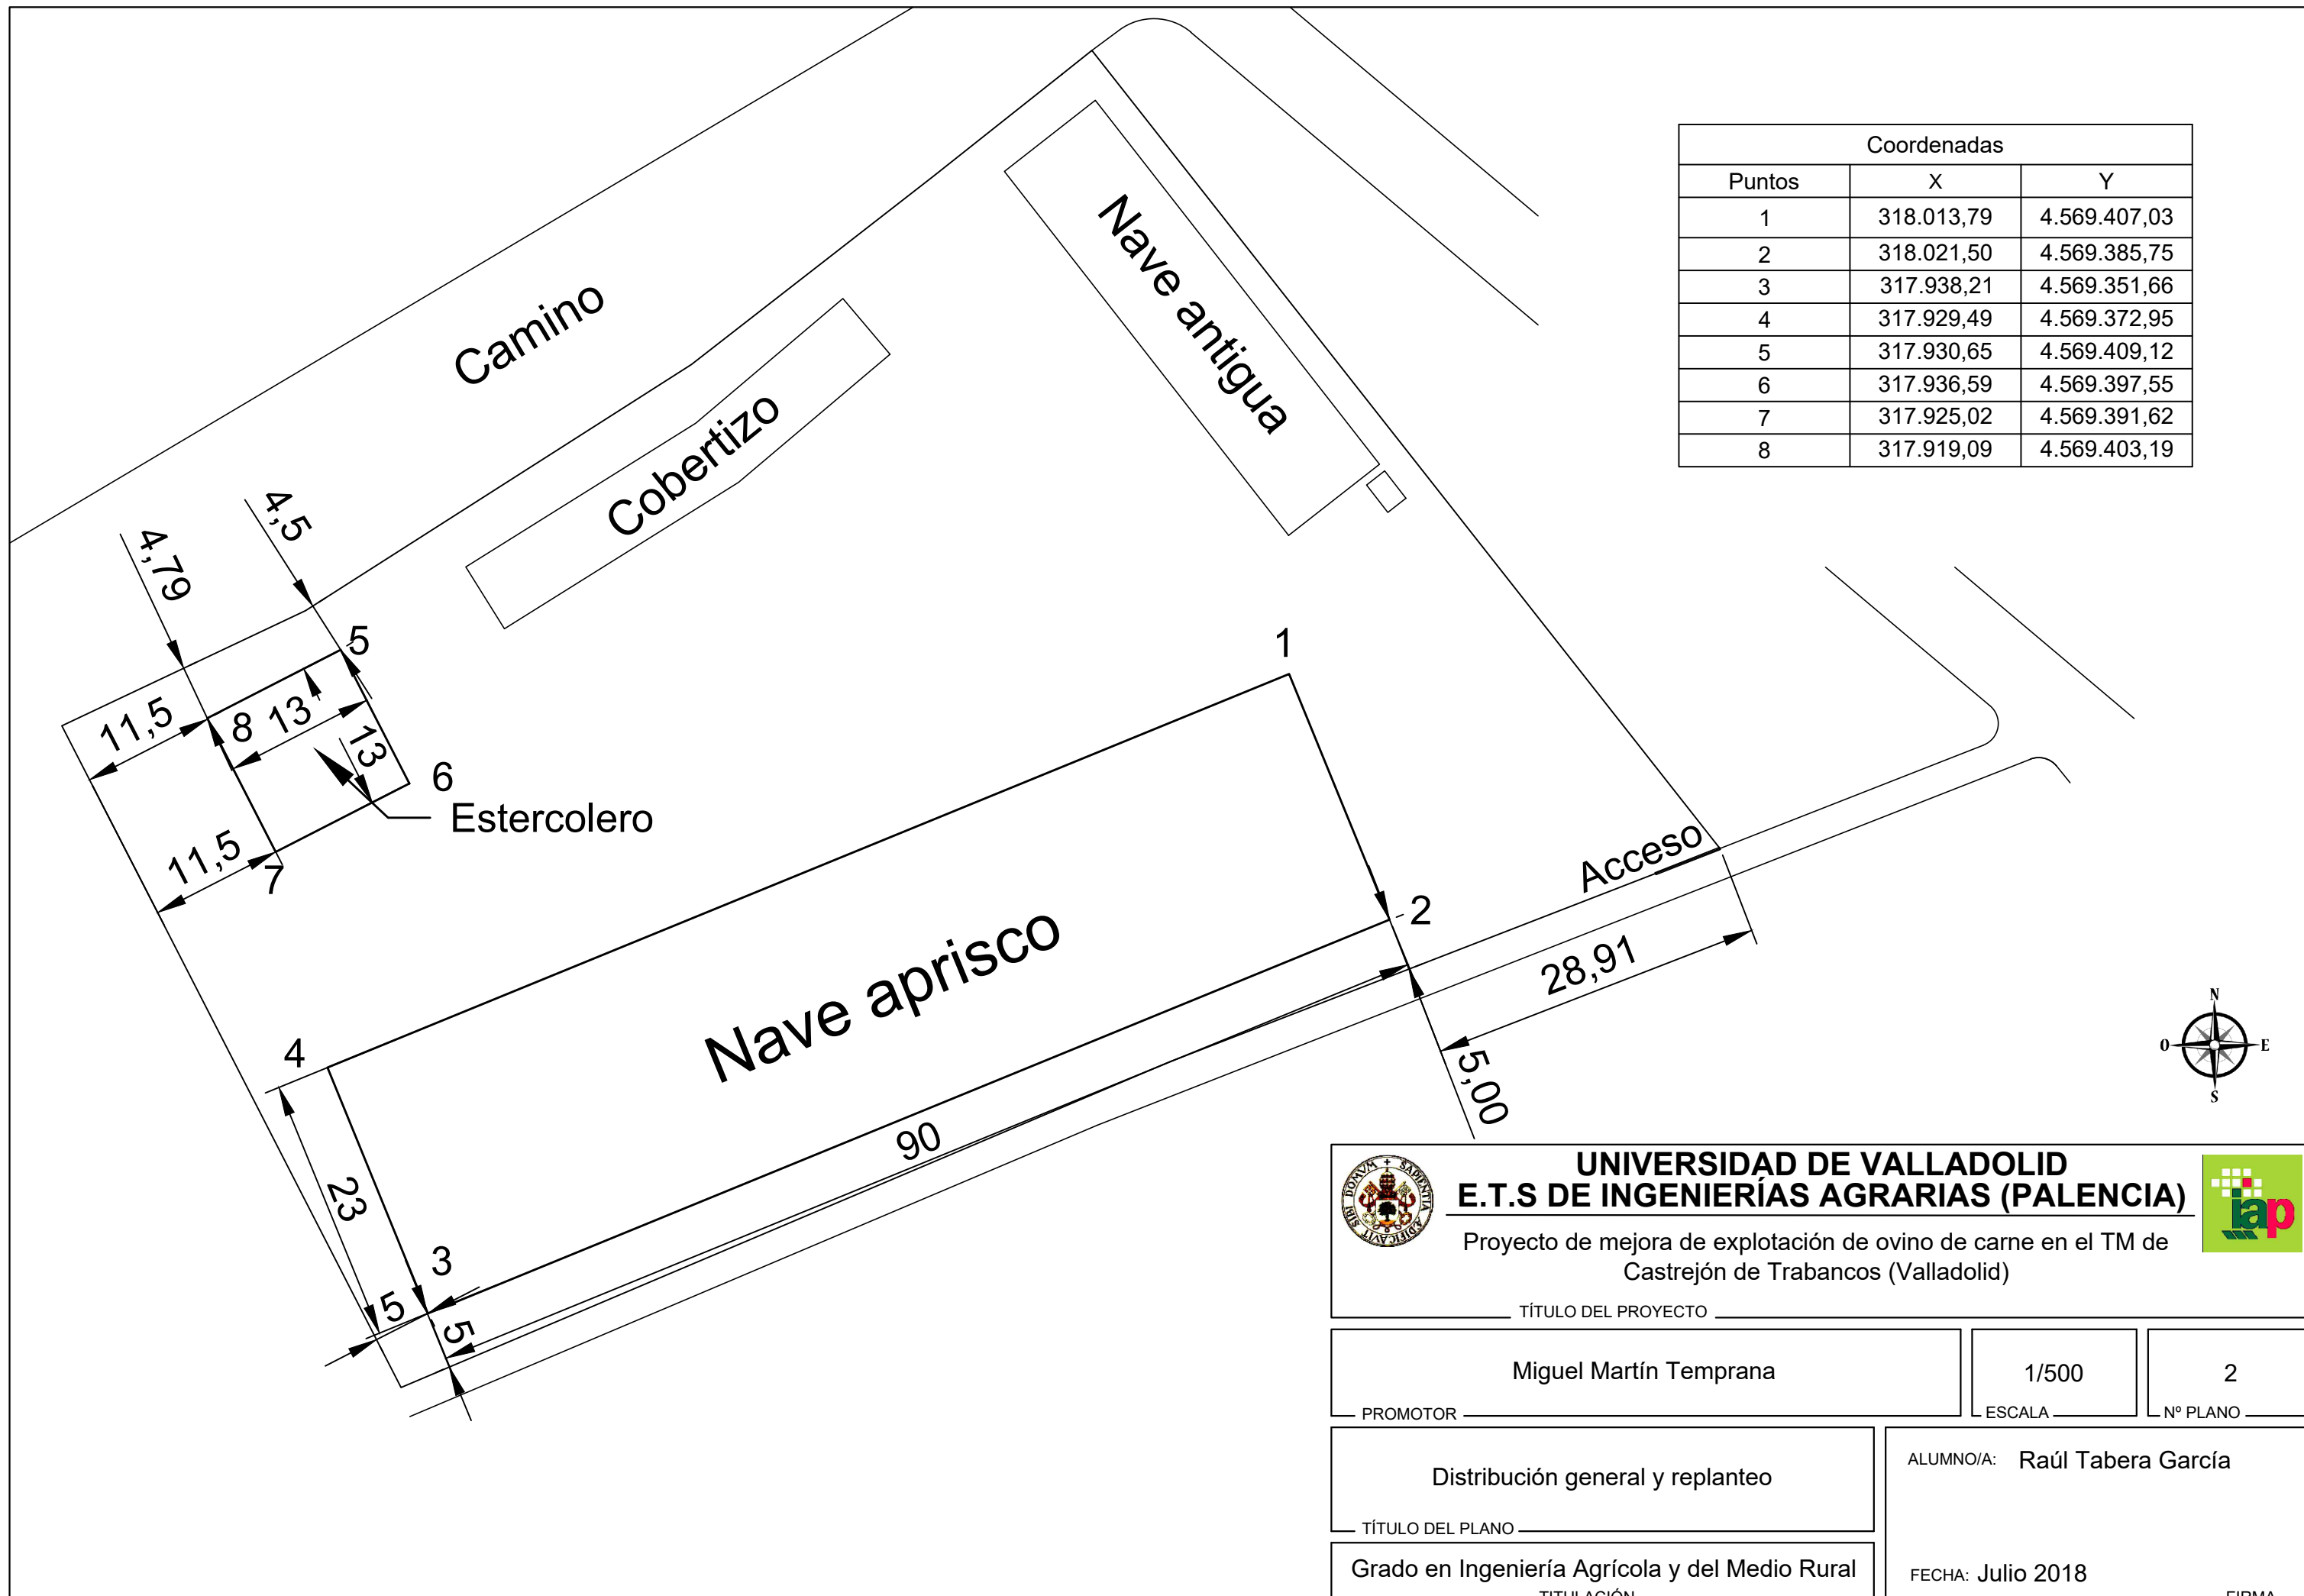 Camino
Cobertizo
Nave antigua
Coordenadas
Puntos X Y
1 318.013,79 4.569.407,03
2 318.021,50 4.569.385,75
3 317.938,21 4.569.351,66
4 317.929,49 4.569.372,95
5 317.930,65 4.569.409,12
6 317.936,59 4.569.397,55
7 317.925,02 4.569.391,62
8 317.919,09 4.569.403,19
4,5
4,79
5
11,5
8
13
13
6
Estercolero
11,5
7
1
Acceso
2
28,91
5,00
Nave aprisco
4
90
23
3
5
5
N
O
E
S
UNIVERSIDAD DE VALLADOLID
E.T.S DE INGENIERÍAS AGRARIAS (PALENCIA)
iap
Proyecto de mejora de explotación de ovino de carne en el TM de
Castrejón de Trabancos (Valladolid)
TÍTULO DEL PROYECTO
Miguel Martín Temprana
PROMOTOR
1/500
ESCALA
2
Nº PLANO
Distribución general y replanteo
TÍTULO DEL PLANO
ALUMNO/A: Raúl Tabera García
Grado en Ingeniería Agrícola y del Medio Rural
TITULACIÓN
FECHA: Julio 2018
FIRMA